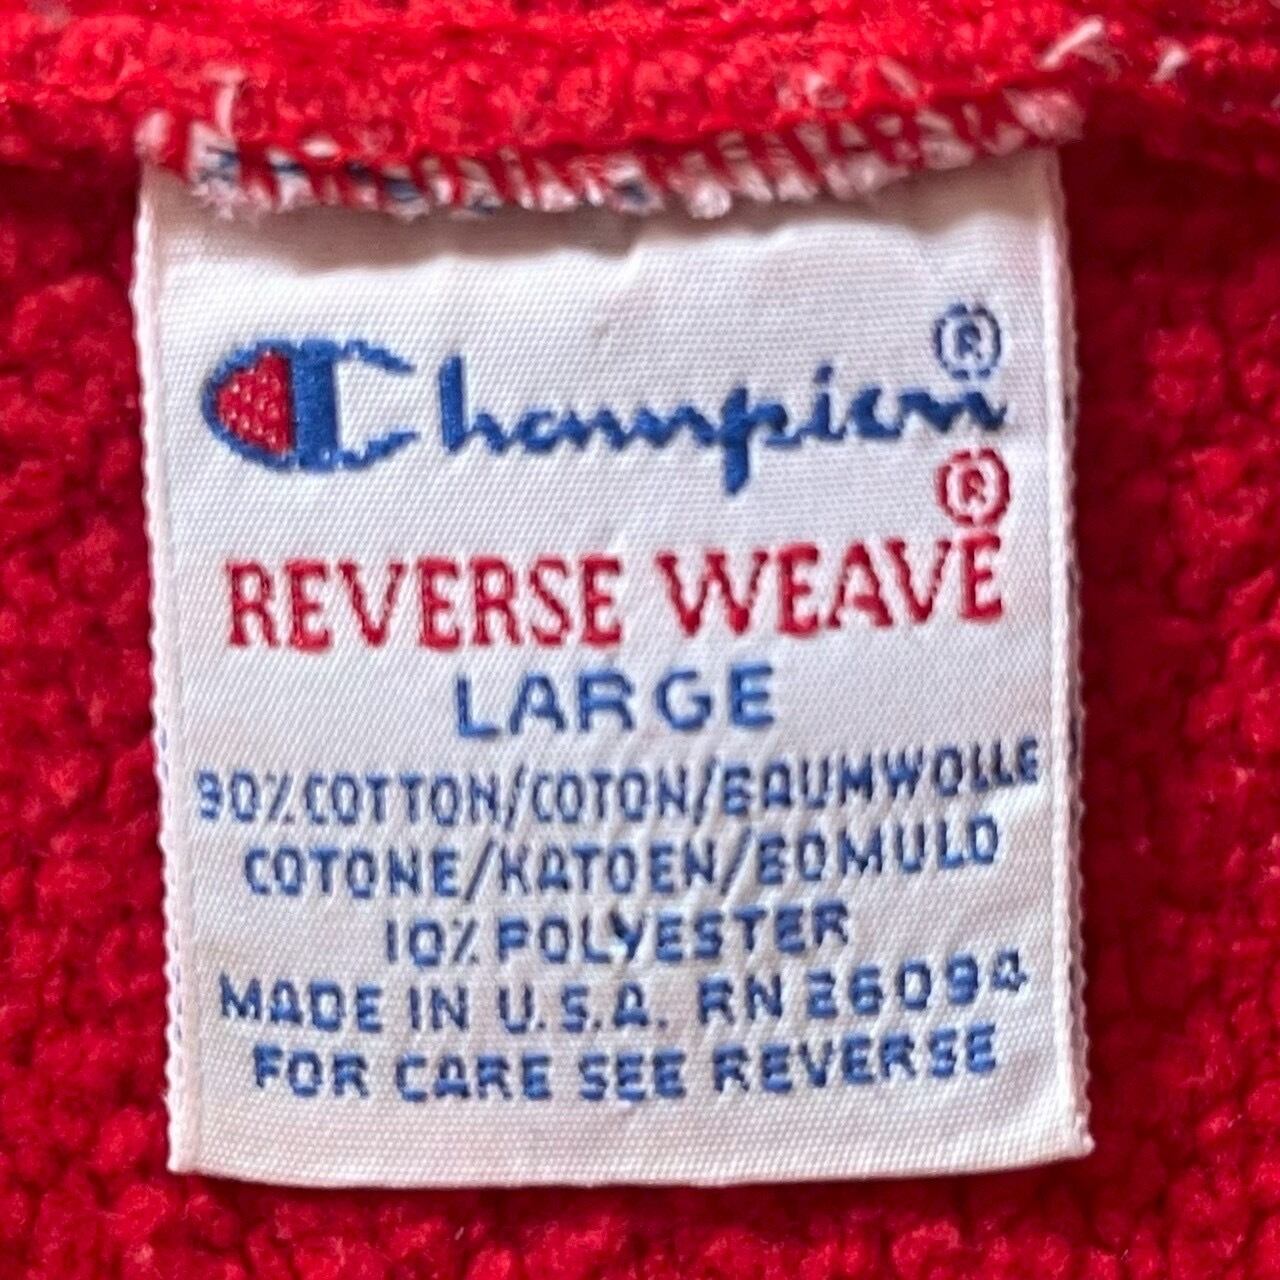 Champion®
REVERSE WEAVE®
LARGE
90% COTTON/COTON/BAUMWOLLE
COTONE/KATOEN/BOMULD
10% POLYESTER
MADE IN U.S.A. RN 26094
FOR CARE SEE REVERSE